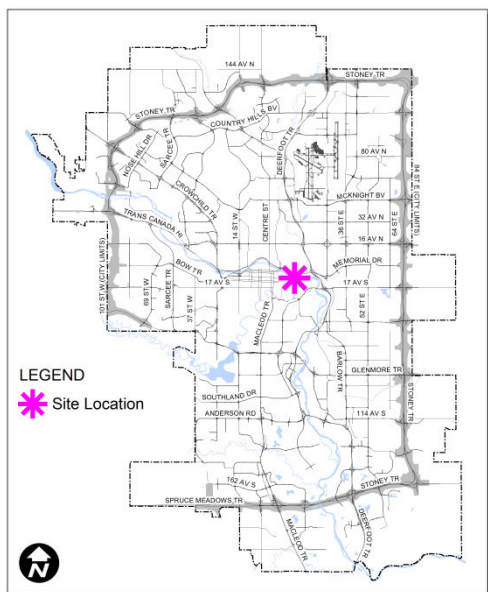 144 AV N
STONEY TR
STONEY TR
COUNTRY HILLS BV
NOSE HILL DR
SARCEE TR
DEERFOOT TR
80 AV N
CROWCHILD TR
MCKNIGHT BV
84 ST E (CITY LIMITS)
14 ST W
CENTRE ST
36 ST E
32 AV N
64 ST E
TRANS CANADA HI
16 AV N
BOW TR
MEMORIAL DR
101 ST W (CITY LIMITS)
69 ST W
SARCEE TR
37 ST W
17 AV S
17 AV S
52 ST E
MACLEOD TR
BARLOW TR
GLENMORE TR
LEGEND
Site Location
SOUTHLAND DR
STONEY TR
ANDERSON RD
114 AV S
162 AV S
STONEY TR
SPRUCE MEADOWS TR
MACLEOD TR
DEERFOOT TR
N